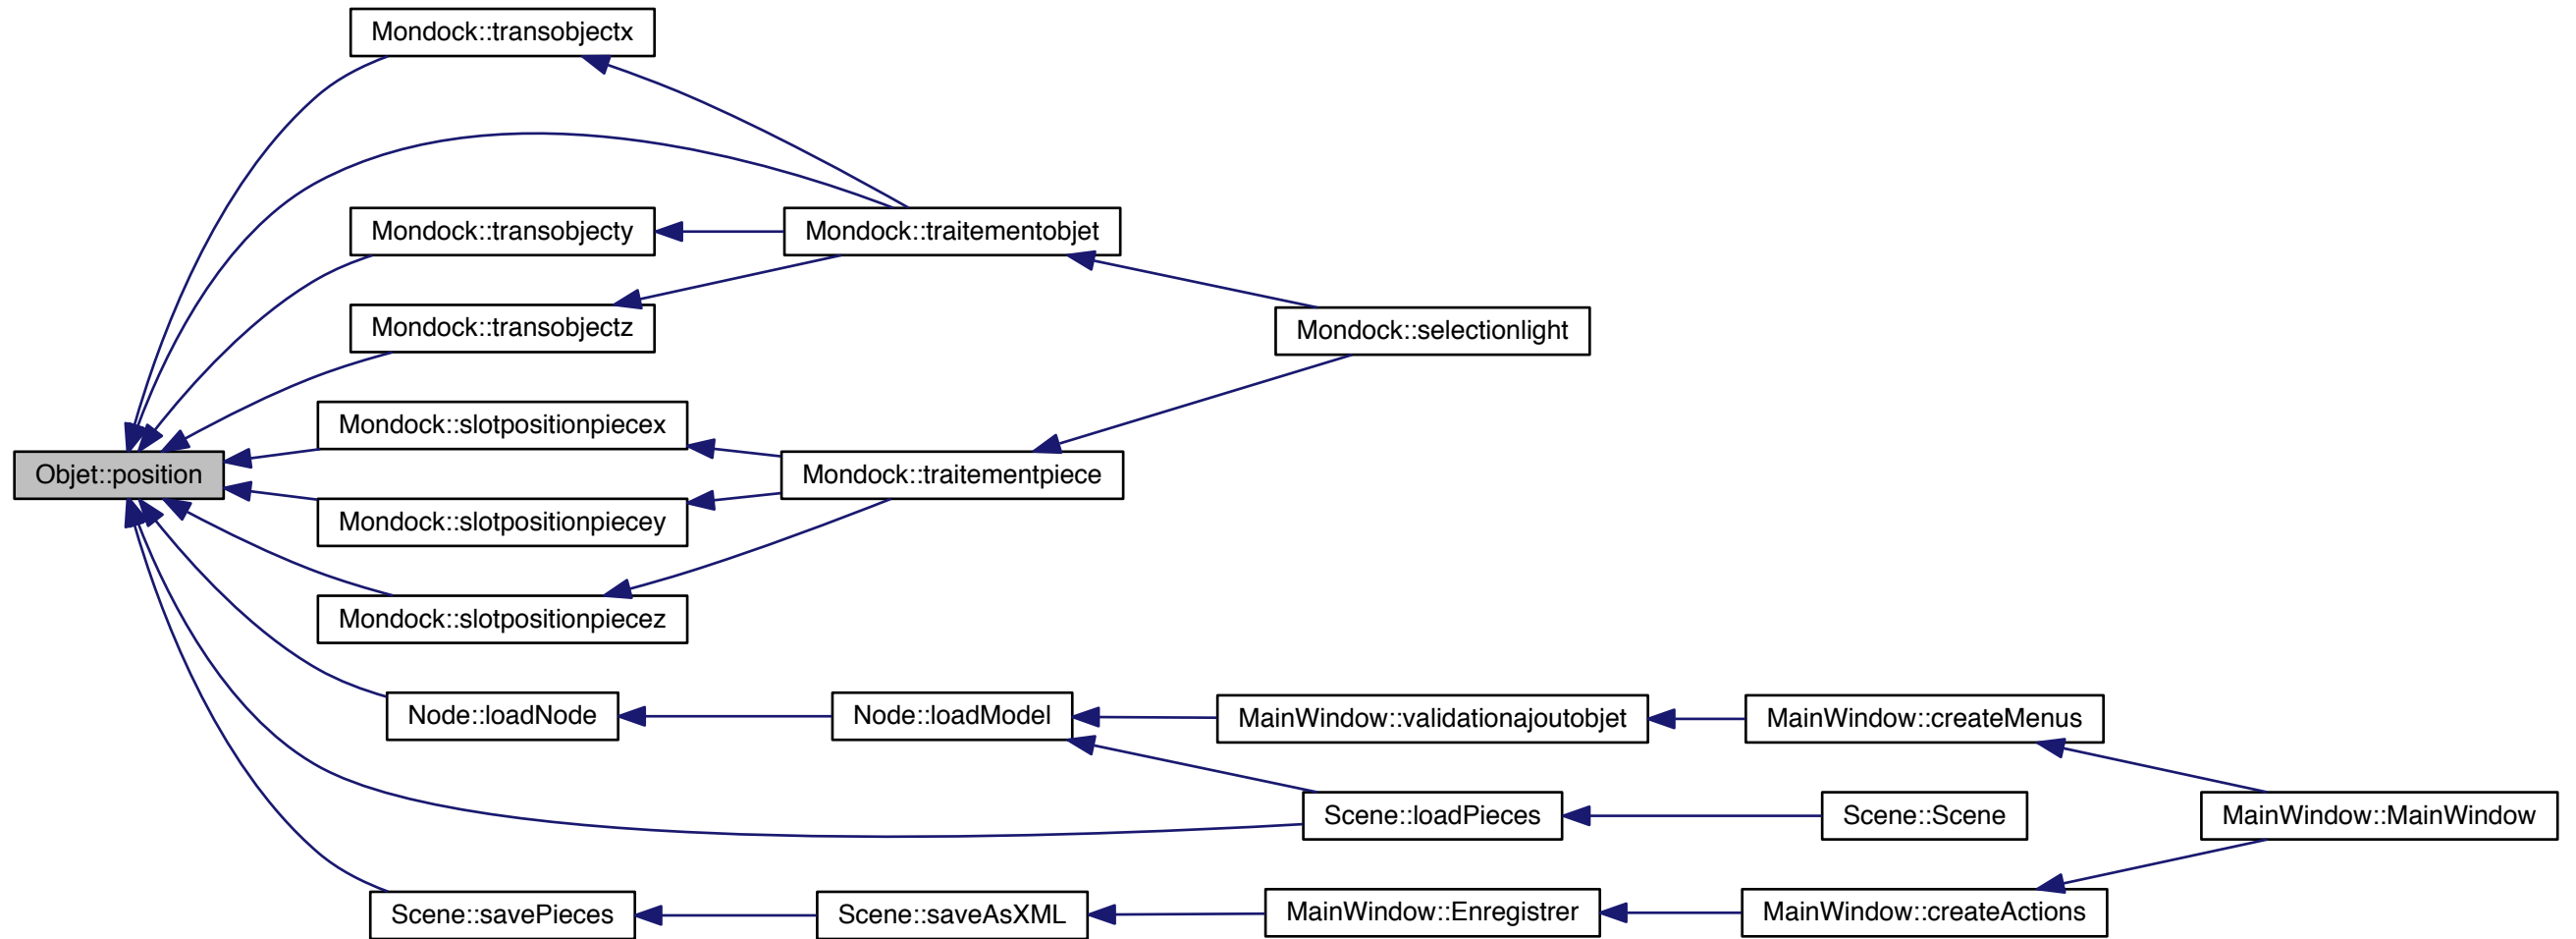 Mondock::transobjectx
Mondock::transobjecty
Mondock::traitementobjet
Mondock::transobjectz
Mondock::selectionlight
Mondock::slotpositionpiecex
Objet::position
Mondock::traitementpiece
Mondock::slotpositionpiecey
Mondock::slotpositionpiecez
Node::loadNode
Node::loadModel
MainWindow::validationajoutobjet
MainWindow::createMenus
Scene::loadPieces
Scene::Scene
MainWindow::MainWindow
Scene::savePieces
Scene::saveAsXML
MainWindow::Enregistrer
MainWindow::createActions